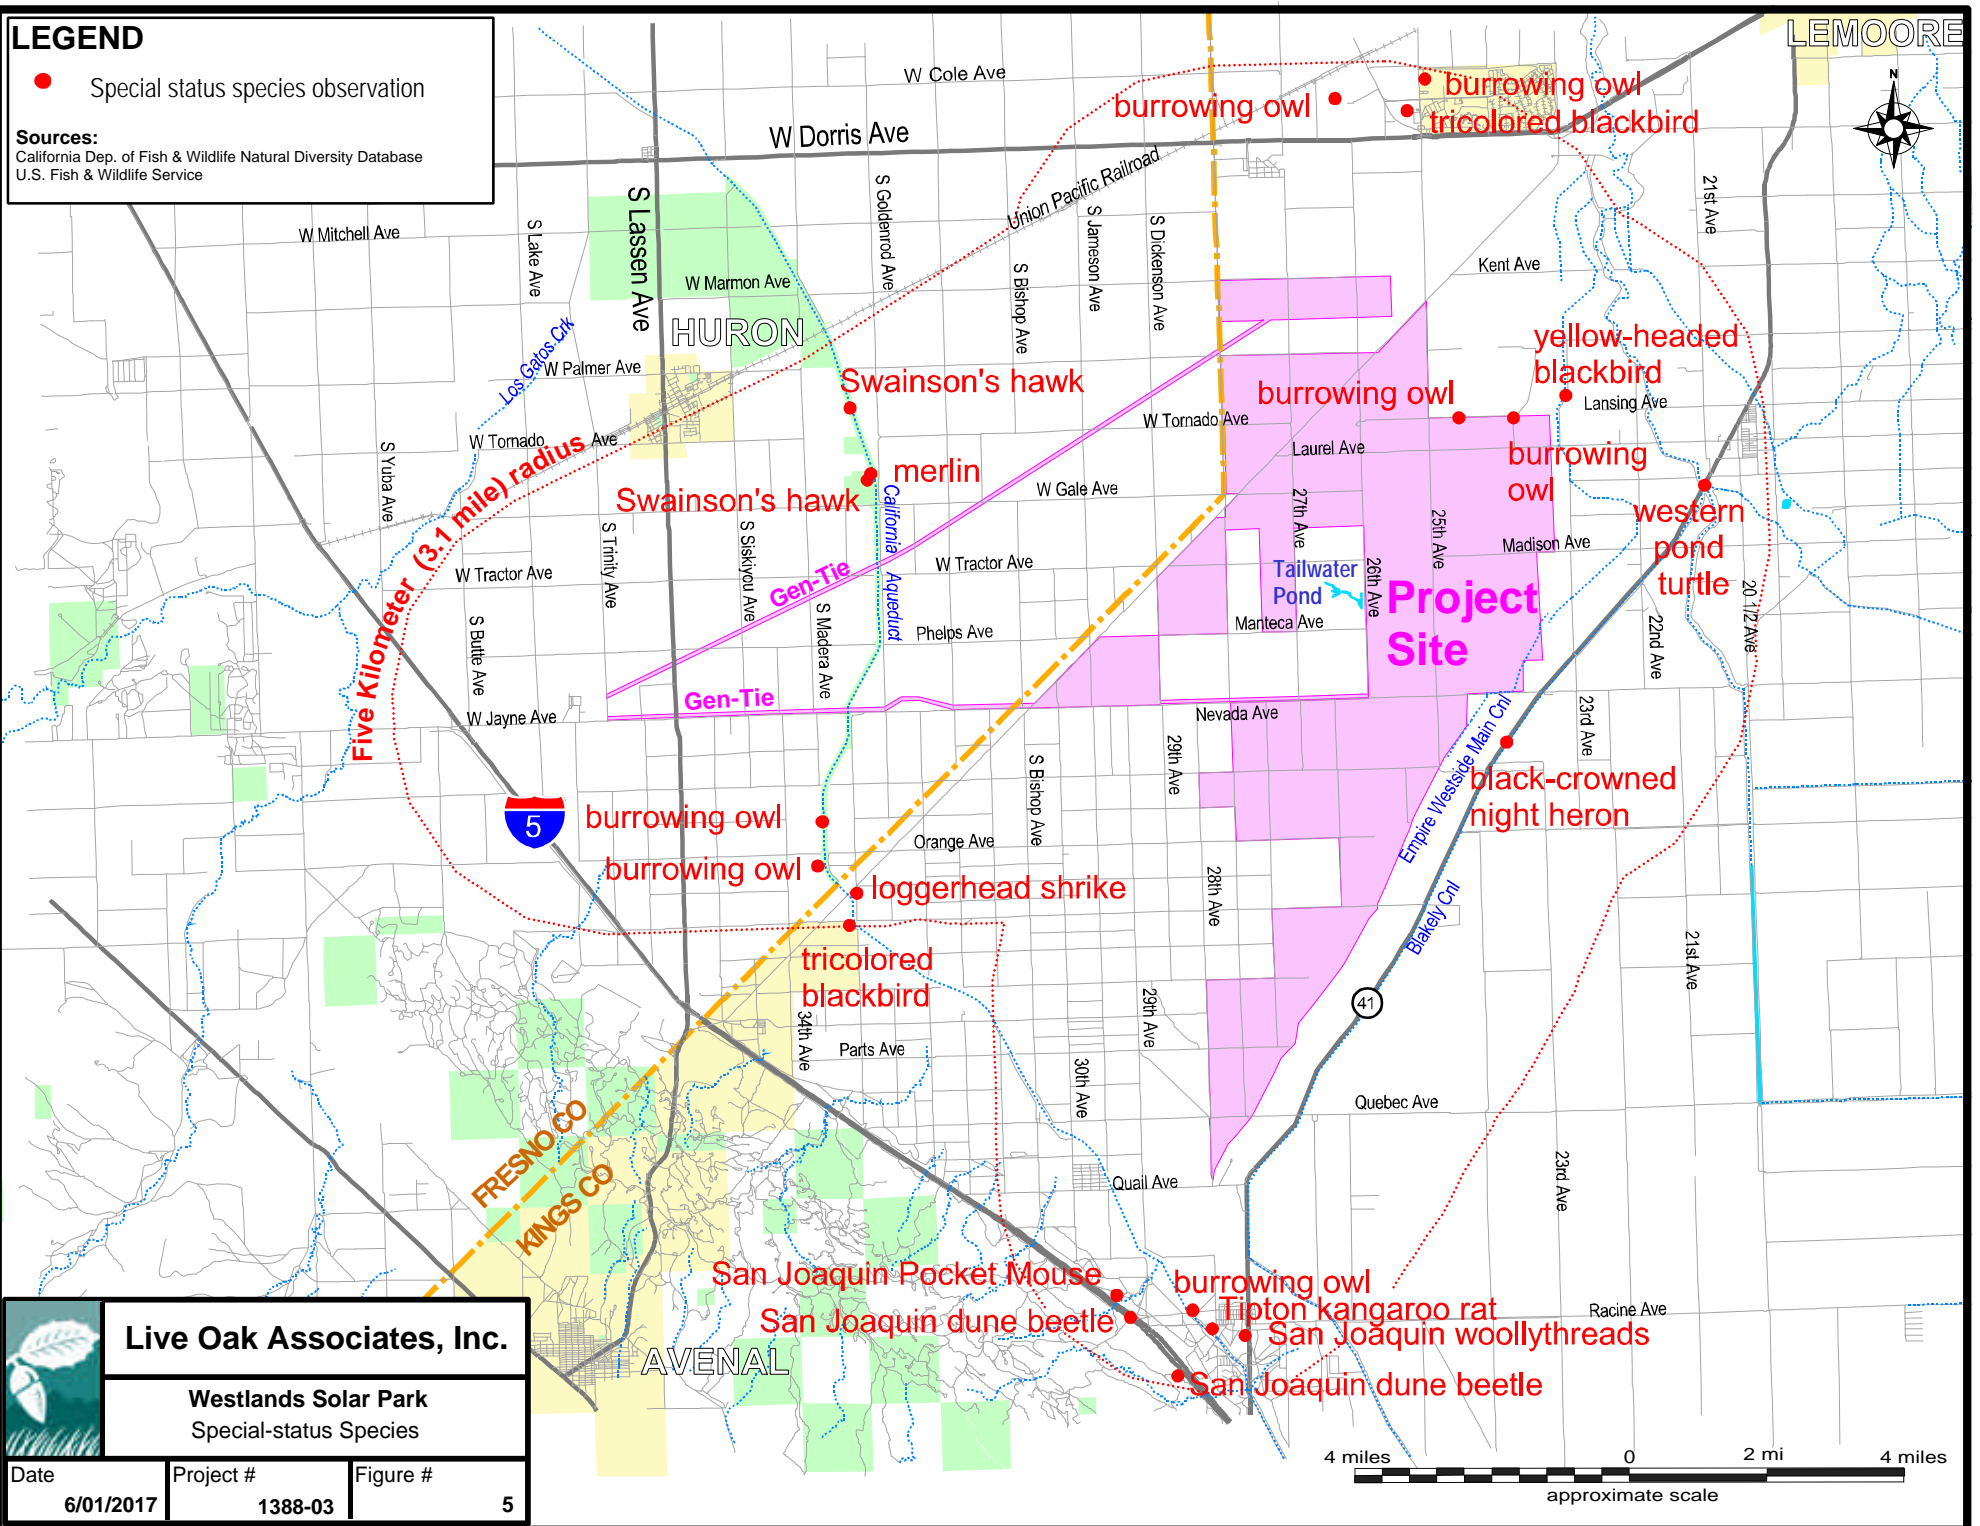 LEGEND
Special status species observation
Sources:
California Dep. of Fish & Wildlife Natural Diversity Database
U.S. Fish & Wildlife Service
LEMOORE
N
W Cole Ave
burrowing owl
burrowing owl
tricolored blackbird
W Dorris Ave
Union Pacific Railroad
S Lassen Ave
S Goldenrod Ave
S Lake Ave
W Mitchell Ave
S Jameson Ave
S Dickenson Ave
21st Ave
S Bishop Ave
Kent Ave
W Marmon Ave
HURON
Los Gatos Crk
W Palmer Ave
Swainson's hawk
yellow-headed
blackbird
burrowing owl
Lansing Ave
W Tornado Ave
W Tornado Ave
Laurel Ave
S Yuba Ave
Five Kilometer (3.1 mile) radius
merlin
Swainson's hawk
burrowing
owl
W Gale Ave
California Aqueduct
27th Ave
25th Ave
western
pond
turtle
S Trinity Ave
S Siskiyou Ave
Madison Ave
W Tractor Ave
W Tractor Ave
Gen-Tie
Tailwater
Pond
26th Ave
Project
Site
20 1/2 Ave
S Butte Ave
S Madera Ave
Phelps Ave
Manteca Ave
22nd Ave
Gen-Tie
W Jayne Ave
Nevada Ave
23rd Ave
29th Ave
S Bishop Ave
Empire Westside Main Cnl
black-crowned
night heron
5
burrowing owl
Orange Ave
burrowing owl
loggerhead shrike
28th Ave
Blakely Cnl
tricolored
blackbird
21st Ave
41
34th Ave
29th Ave
Parts Ave
30th Ave
Quebec Ave
FRESNO CO
KINGS CO
Quail Ave
23rd Ave
San Joaquin Pocket Mouse
burrowing owl
Tipton kangaroo rat
Racine Ave
San Joaquin dune beetle
San Joaquin woollythreads
AVENAL
San Joaquin dune beetle
Live Oak Associates, Inc.
Westlands Solar Park
Special-status Species
Date
6/01/2017
Project #
1388-03
Figure #
5
4 miles 0 2 mi 4 miles
approximate scale